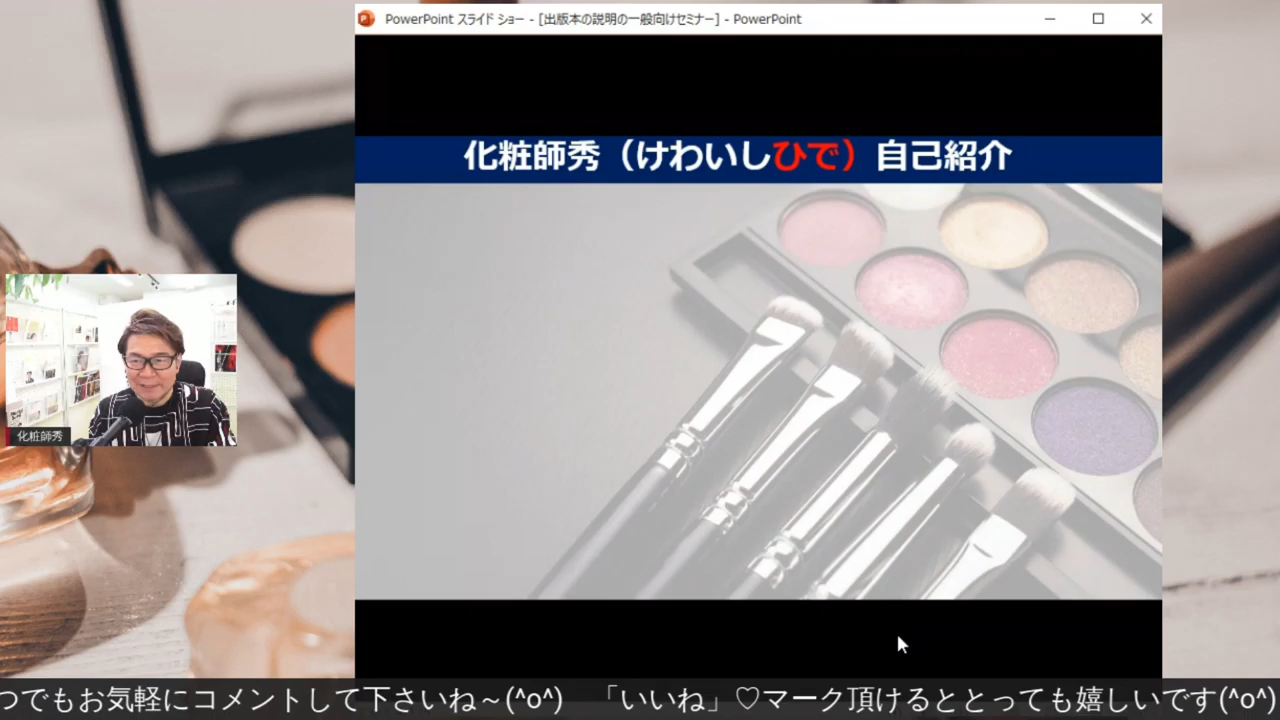 PowerPoint スライド ショー - [出版本の説明の一般向けセミナー] - PowerPoint
化粧師秀（けわいしひで）自己紹介
化粧師秀
つでもお気軽にコメントして下さいね～(^o^)　「いいね」♡マーク頂けるととっても嬉しいです(^o^)